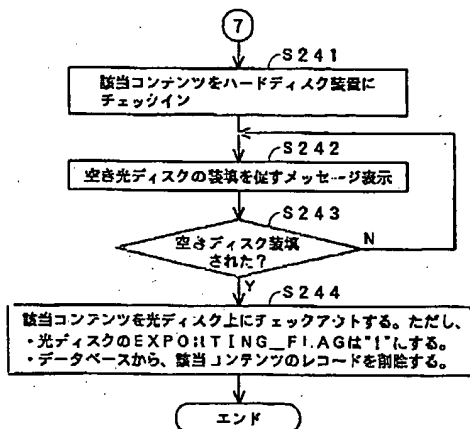 7
S241
該当コンテンツをハードディスク装置に
チェックイン
S242
空き光ディスクの装填を促すメッセージ表示
S243
空きディスク装填
された?
N
Y
S244
該当コンテンツを光ディスク上にチェックアウトする。ただし、
・光ディスクのEXPORTING_FLAGは"1"にする。
・データベースから、該当コンテンツのレコードを削除する。
エンド